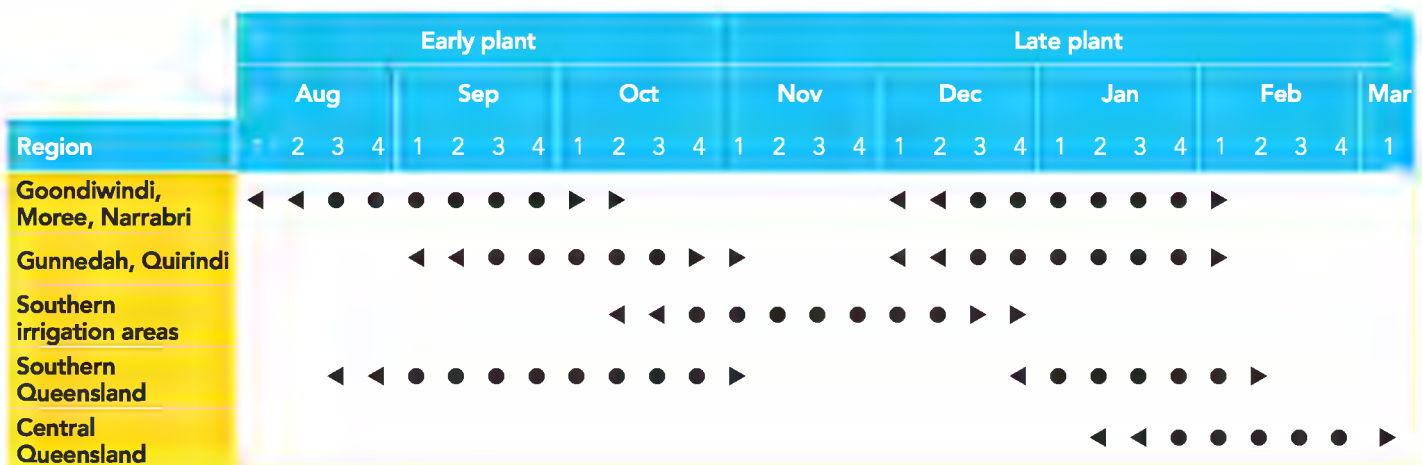 Early plant Late plant
Aug Sep Oct Nov Dec Jan Feb Mar
Region 1 2 3 4 1 2 3 4 1 2 3 4 1 2 3 4 1 2 3 4 1 2 3 4 1 2 3 4 1
Goondiwindi,
Moree, Narrabri
Gunnedah, Quirindi
Southern
irrigation areas
Southern
Queensland
Central
Queensland